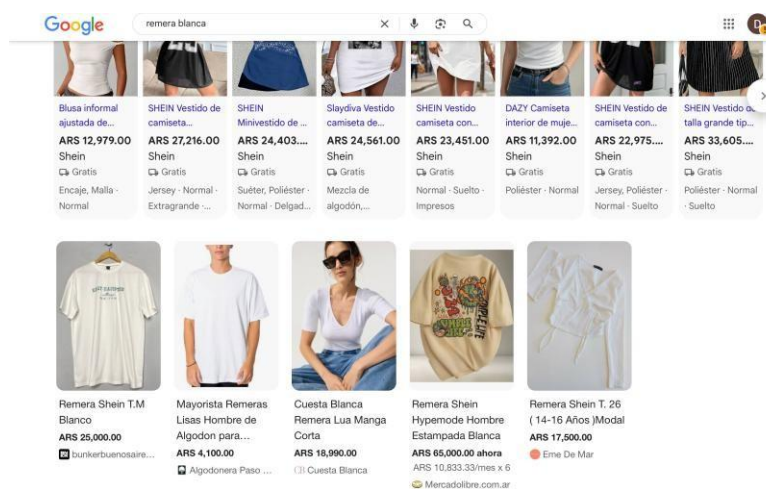 Google
remera blanca
D
Blusa informal
ajustada de...
ARS 12,979.00
Shein
Gratis
Encaje, Malla ·
Normal
SHEIN Vestido de
camiseta...
ARS 27,216.00
Shein
Gratis
Jersey · Normal ·
Extragrande ·...
SHEIN
Minivestido de ...
ARS 24,403....
Shein
Gratis
Suéter, Poliéster ·
Normal · Delgad...
Slaydiva Vestido
camiseta de...
ARS 24,561.00
Shein
Gratis
Mezcla de
algodón,...
SHEIN Vestido
camiseta con...
ARS 23,451.00
Shein
Gratis
Normal · Suelto ·
Impresos
DAZY Camiseta
interior de muje...
ARS 11,392.00
Shein
Gratis
Poliéster · Normal
SHEIN Vestido de
camiseta con...
ARS 22,975....
Shein
Gratis
Jersey, Poliéster ·
Normal · Suelto
SHEIN Vestido de
talla grande tip...
ARS 33,605....
Shein
Gratis
Poliéster · Normal
· Suelto
SIMPLE LIFE
Remera Shein T.M
Blanco
ARS 25,000.00
bunkerbuenosaire...
Mayorista Remeras
Lisas Hombre de
Algodon para...
ARS 4,100.00
Algodonera Paso ...
Cuesta Blanca
Remera Lua Manga
Corta
ARS 18,990.00
Cuesta Blanca
Remera Shein
Hypemode Hombre
Estampada Blanca
ARS 65,000.00 ahora
ARS 10,833.33/mes x 6
Mercadolibre.com.ar
Remera Shein T. 26
( 14-16 Años )Modal
ARS 17,500.00
Eme De Mar